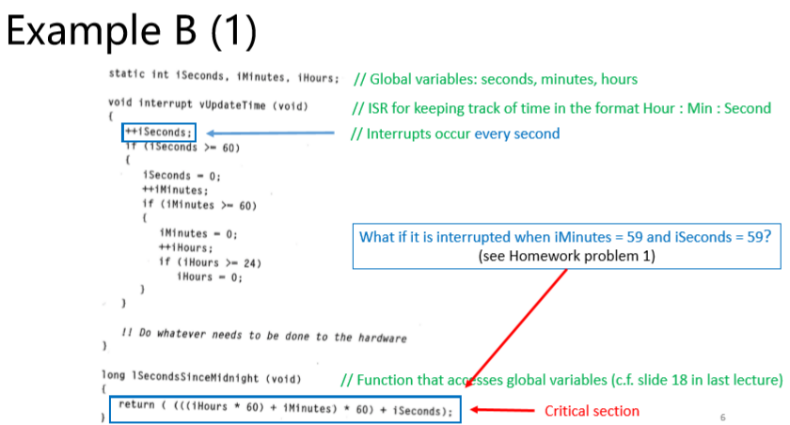 Example B (1)
static int iSeconds, iMinutes, iHours; // Global variables: seconds, minutes, hours
void interrupt vUpdateTime (void) // ISR for keeping track of time in the format Hour : Min : Second
{
++iSeconds; // Interrupts occur every second
if (iSeconds >= 60)
{
iSeconds = 0;
++iMinutes;
if (iMinutes >= 60)
{
iMinutes = 0;
++iHours;
if (iHours >= 24)
iHours = 0;
}
}
What if it is interrupted when iMinutes = 59 and iSeconds = 59?
(see Homework problem 1)
!! Do whatever needs to be done to the hardware
}
long lSecondsSinceMidnight (void) // Function that accesses global variables (c.f. slide 18 in last lecture)
{
return ( (((iHours * 60) + iMinutes) * 60) + iSeconds); Critical section
}
6